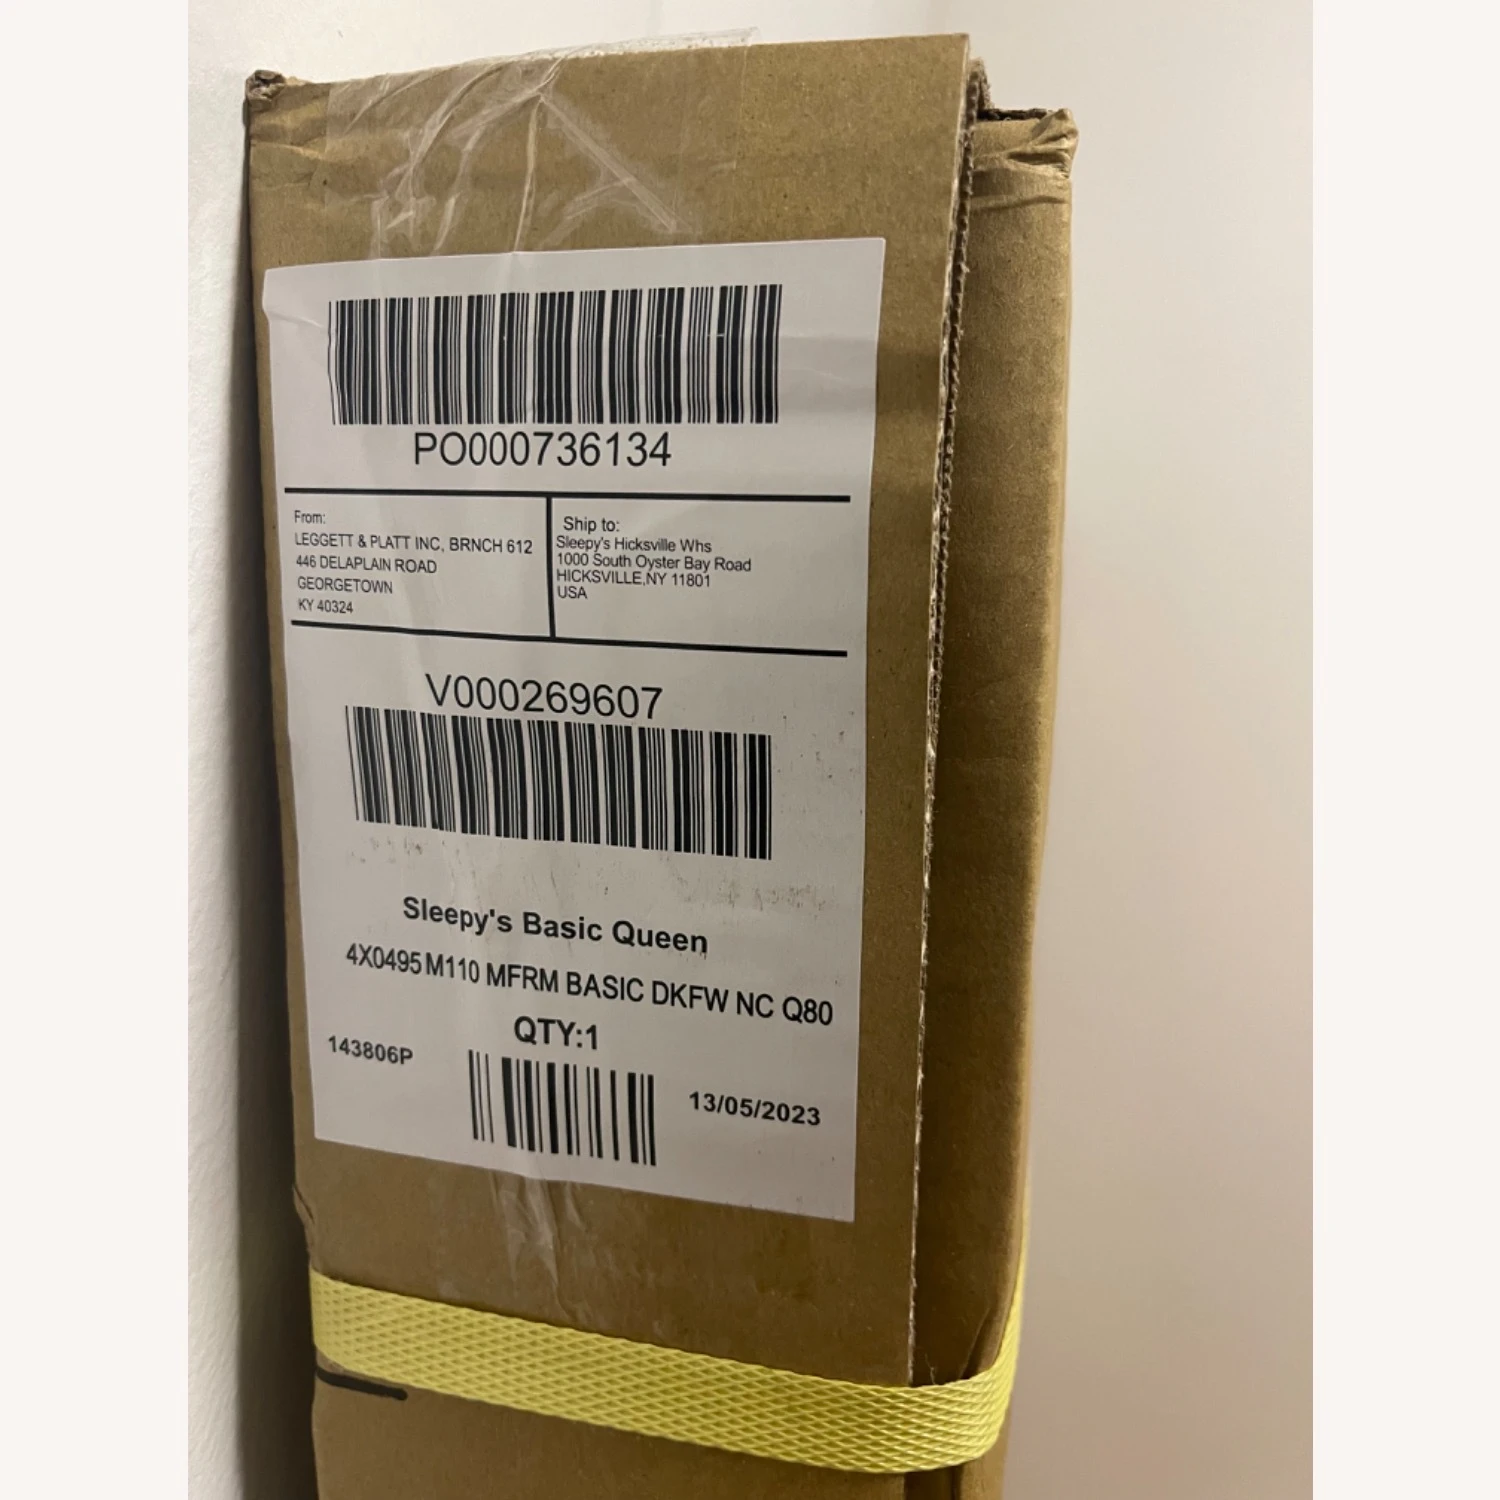 PO000736134
From:
LEGGETT & PLATT INC, BRNCH 612
446 DELAPLAIN ROAD
GEORGETOWN
KY 40324
Ship to:
Sleepy's Hicksville Whs
1000 South Oyster Bay Road
HICKSVILLE,NY 11801
USA
V000269607
Sleepy's Basic Queen
4X0495 M110 MFRM BASIC DKFW NC Q80
QTY:1
143806P
13/05/2023